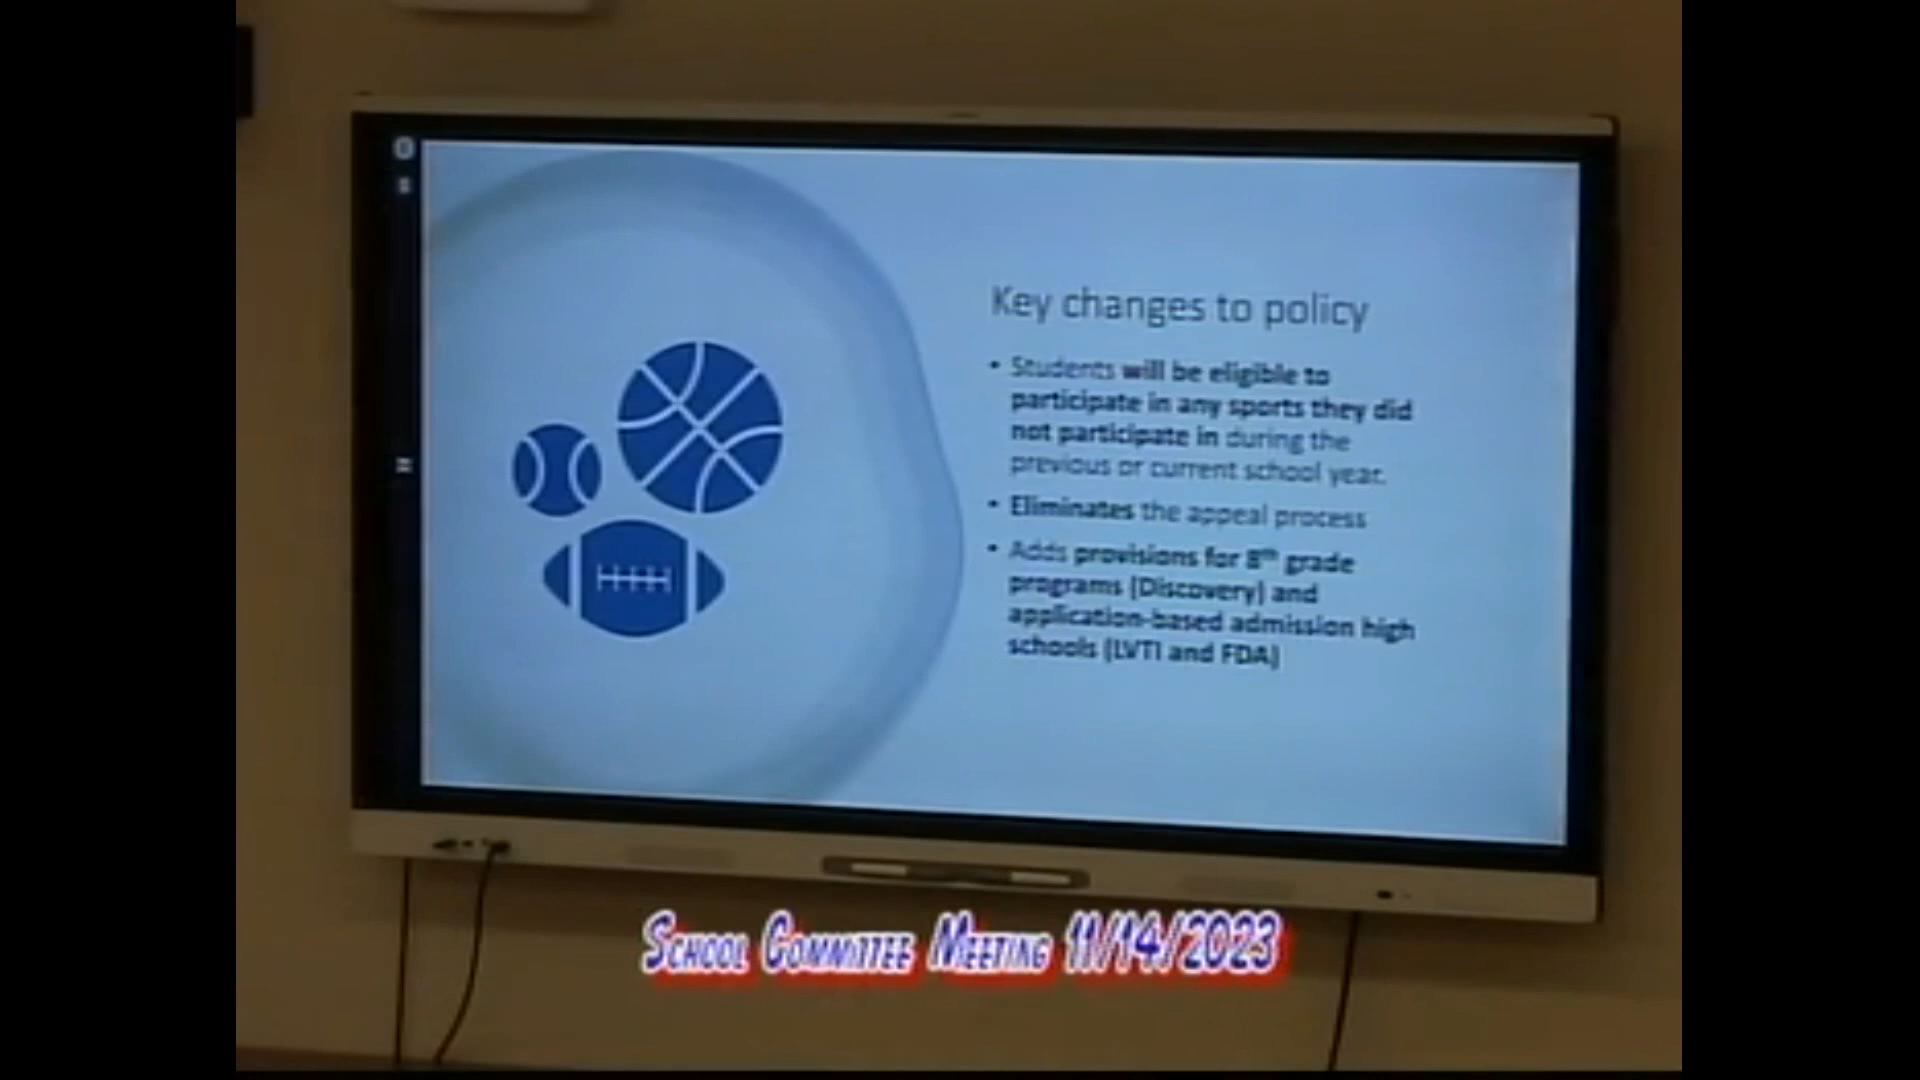 Key changes to policy
• Students will be eligible to
participate in any sports they did
not participate in during the
previous or current school year.
• Eliminates the appeal process
• Adds provisions for 8th grade
programs (Discovery) and
application-based admission high
schools (LVTI and FDA)
School Committee Meeting 11/14/2023